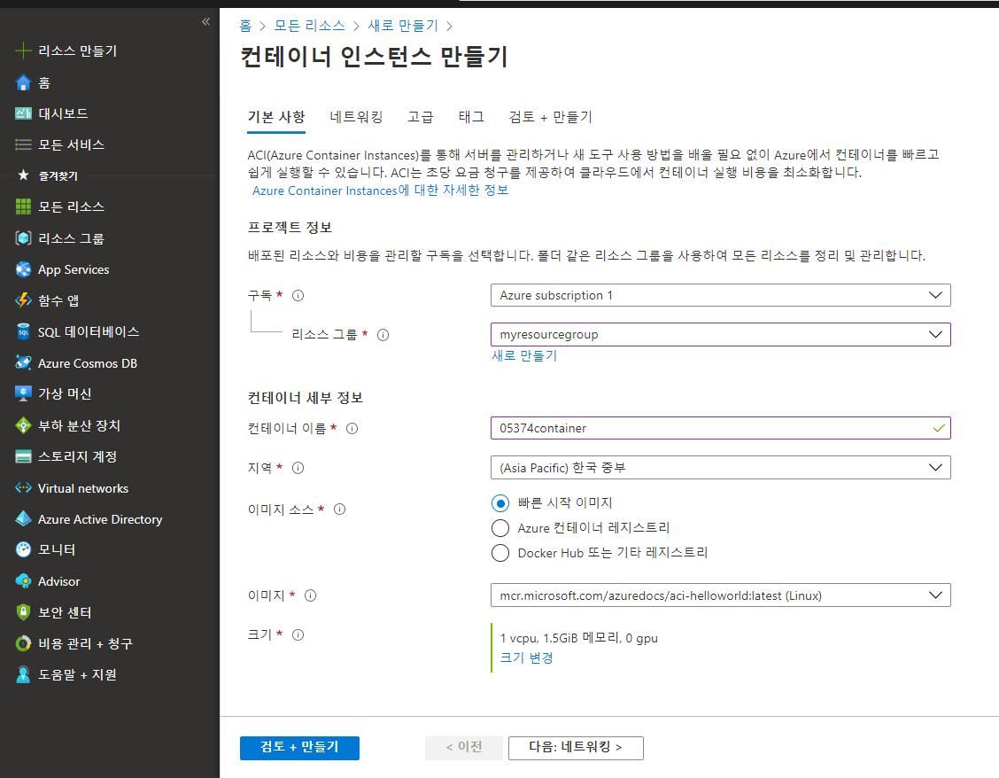 «
리소스 만들기
홈
대시보드
모든 서비스
즐겨찾기
모든 리소스
리소스 그룹
App Services
함수 앱
SQL 데이터베이스
Azure Cosmos DB
가상 머신
부하 분산 장치
스토리지 계정
Virtual networks
Azure Active Directory
모니터
Advisor
보안 센터
비용 관리 + 청구
도움말 + 지원
홈 > 모든 리소스 > 새로 만들기 >
컨테이너 인스턴스 만들기
기본 사항 네트워킹 고급 태그 검토 + 만들기
ACI(Azure Container Instances)를 통해 서버를 관리하거나 새 도구 사용 방법을 배울 필요 없이 Azure에서 컨테이너를 빠르고
쉽게 실행할 수 있습니다. ACI는 초당 요금 청구를 제공하여 클라우드에서 컨테이너 실행 비용을 최소화합니다.
Azure Container Instances에 대한 자세한 정보
프로젝트 정보
배포된 리소스와 비용을 관리할 구독을 선택합니다. 폴더 같은 리소스 그룹을 사용하여 모든 리소스를 정리 및 관리합니다.
구독 * Azure subscription 1
리소스 그룹 * myresourcegroup
새로 만들기
컨테이너 세부 정보
컨테이너 이름 * 05374container
지역 * (Asia Pacific) 한국 중부
이미지 소스 * 빠른 시작 이미지
Azure 컨테이너 레지스트리
Docker Hub 또는 기타 레지스트리
이미지 * mcr.microsoft.com/azuredocs/aci-helloworld:latest (Linux)
크기 * 1 vcpu, 1.5GiB 메모리, 0 gpu
크기 변경
검토 + 만들기 < 이전 다음: 네트워킹 >